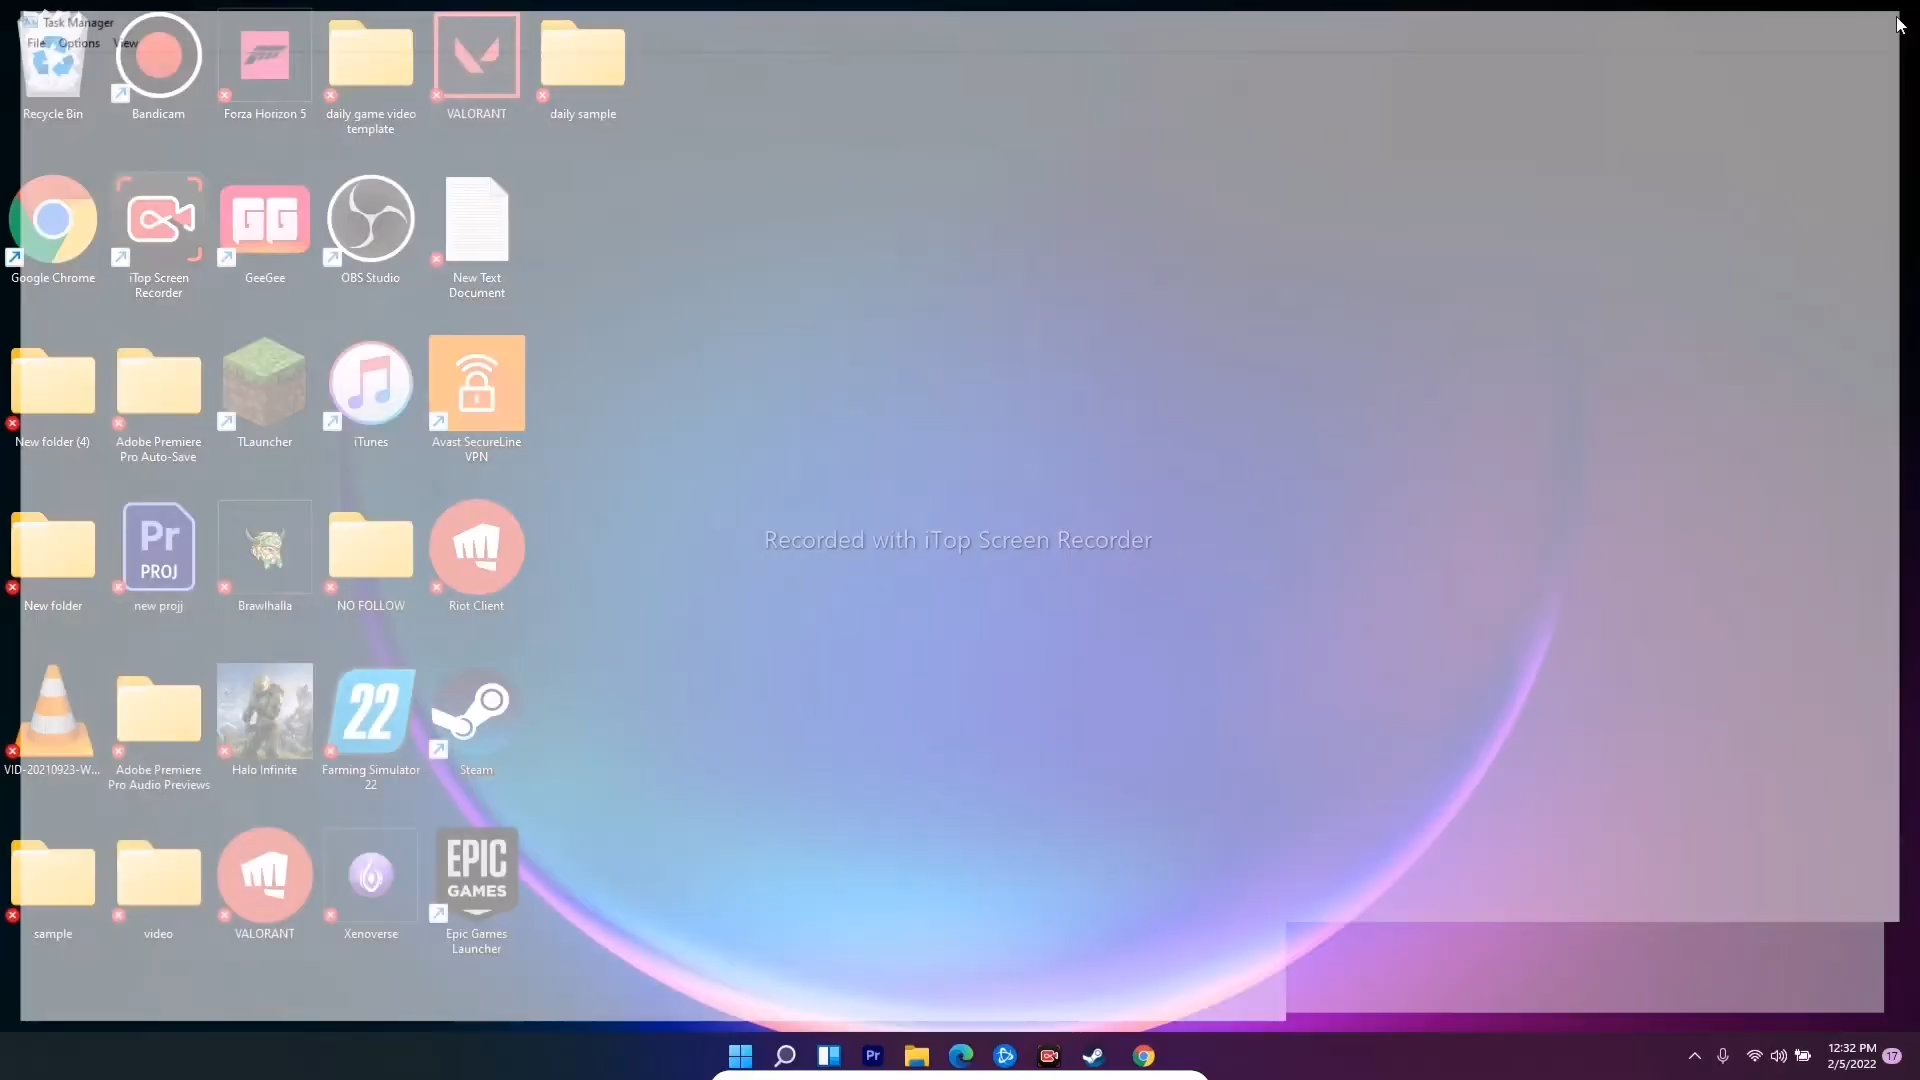 Task Manager
File Options View
Recycle Bin
Bandicam
Forza Horizon 5
daily game video
template
VALORANT
daily sample
Google Chrome
iTop Screen
Recorder
GG
GeeGee
OBS Studio
New Text
Document
New folder (4)
Adobe Premiere
Pro Auto-Save
TLauncher
iTunes
Avast SecureLine
VPN
New folder
Pr
PROJ
new projj
Brawlhalla
NO FOLLOW
Riot Client
Recorded with iTop Screen Recorder
VID-20210923-W...
Adobe Premiere
Pro Audio Previews
Halo Infinite
22
Farming Simulator
22
Steam
sample
video
VALORANT
Xenoverse
EPIC
GAMES
Epic Games
Launcher
Pr
12:32 PM
2/5/2022
17